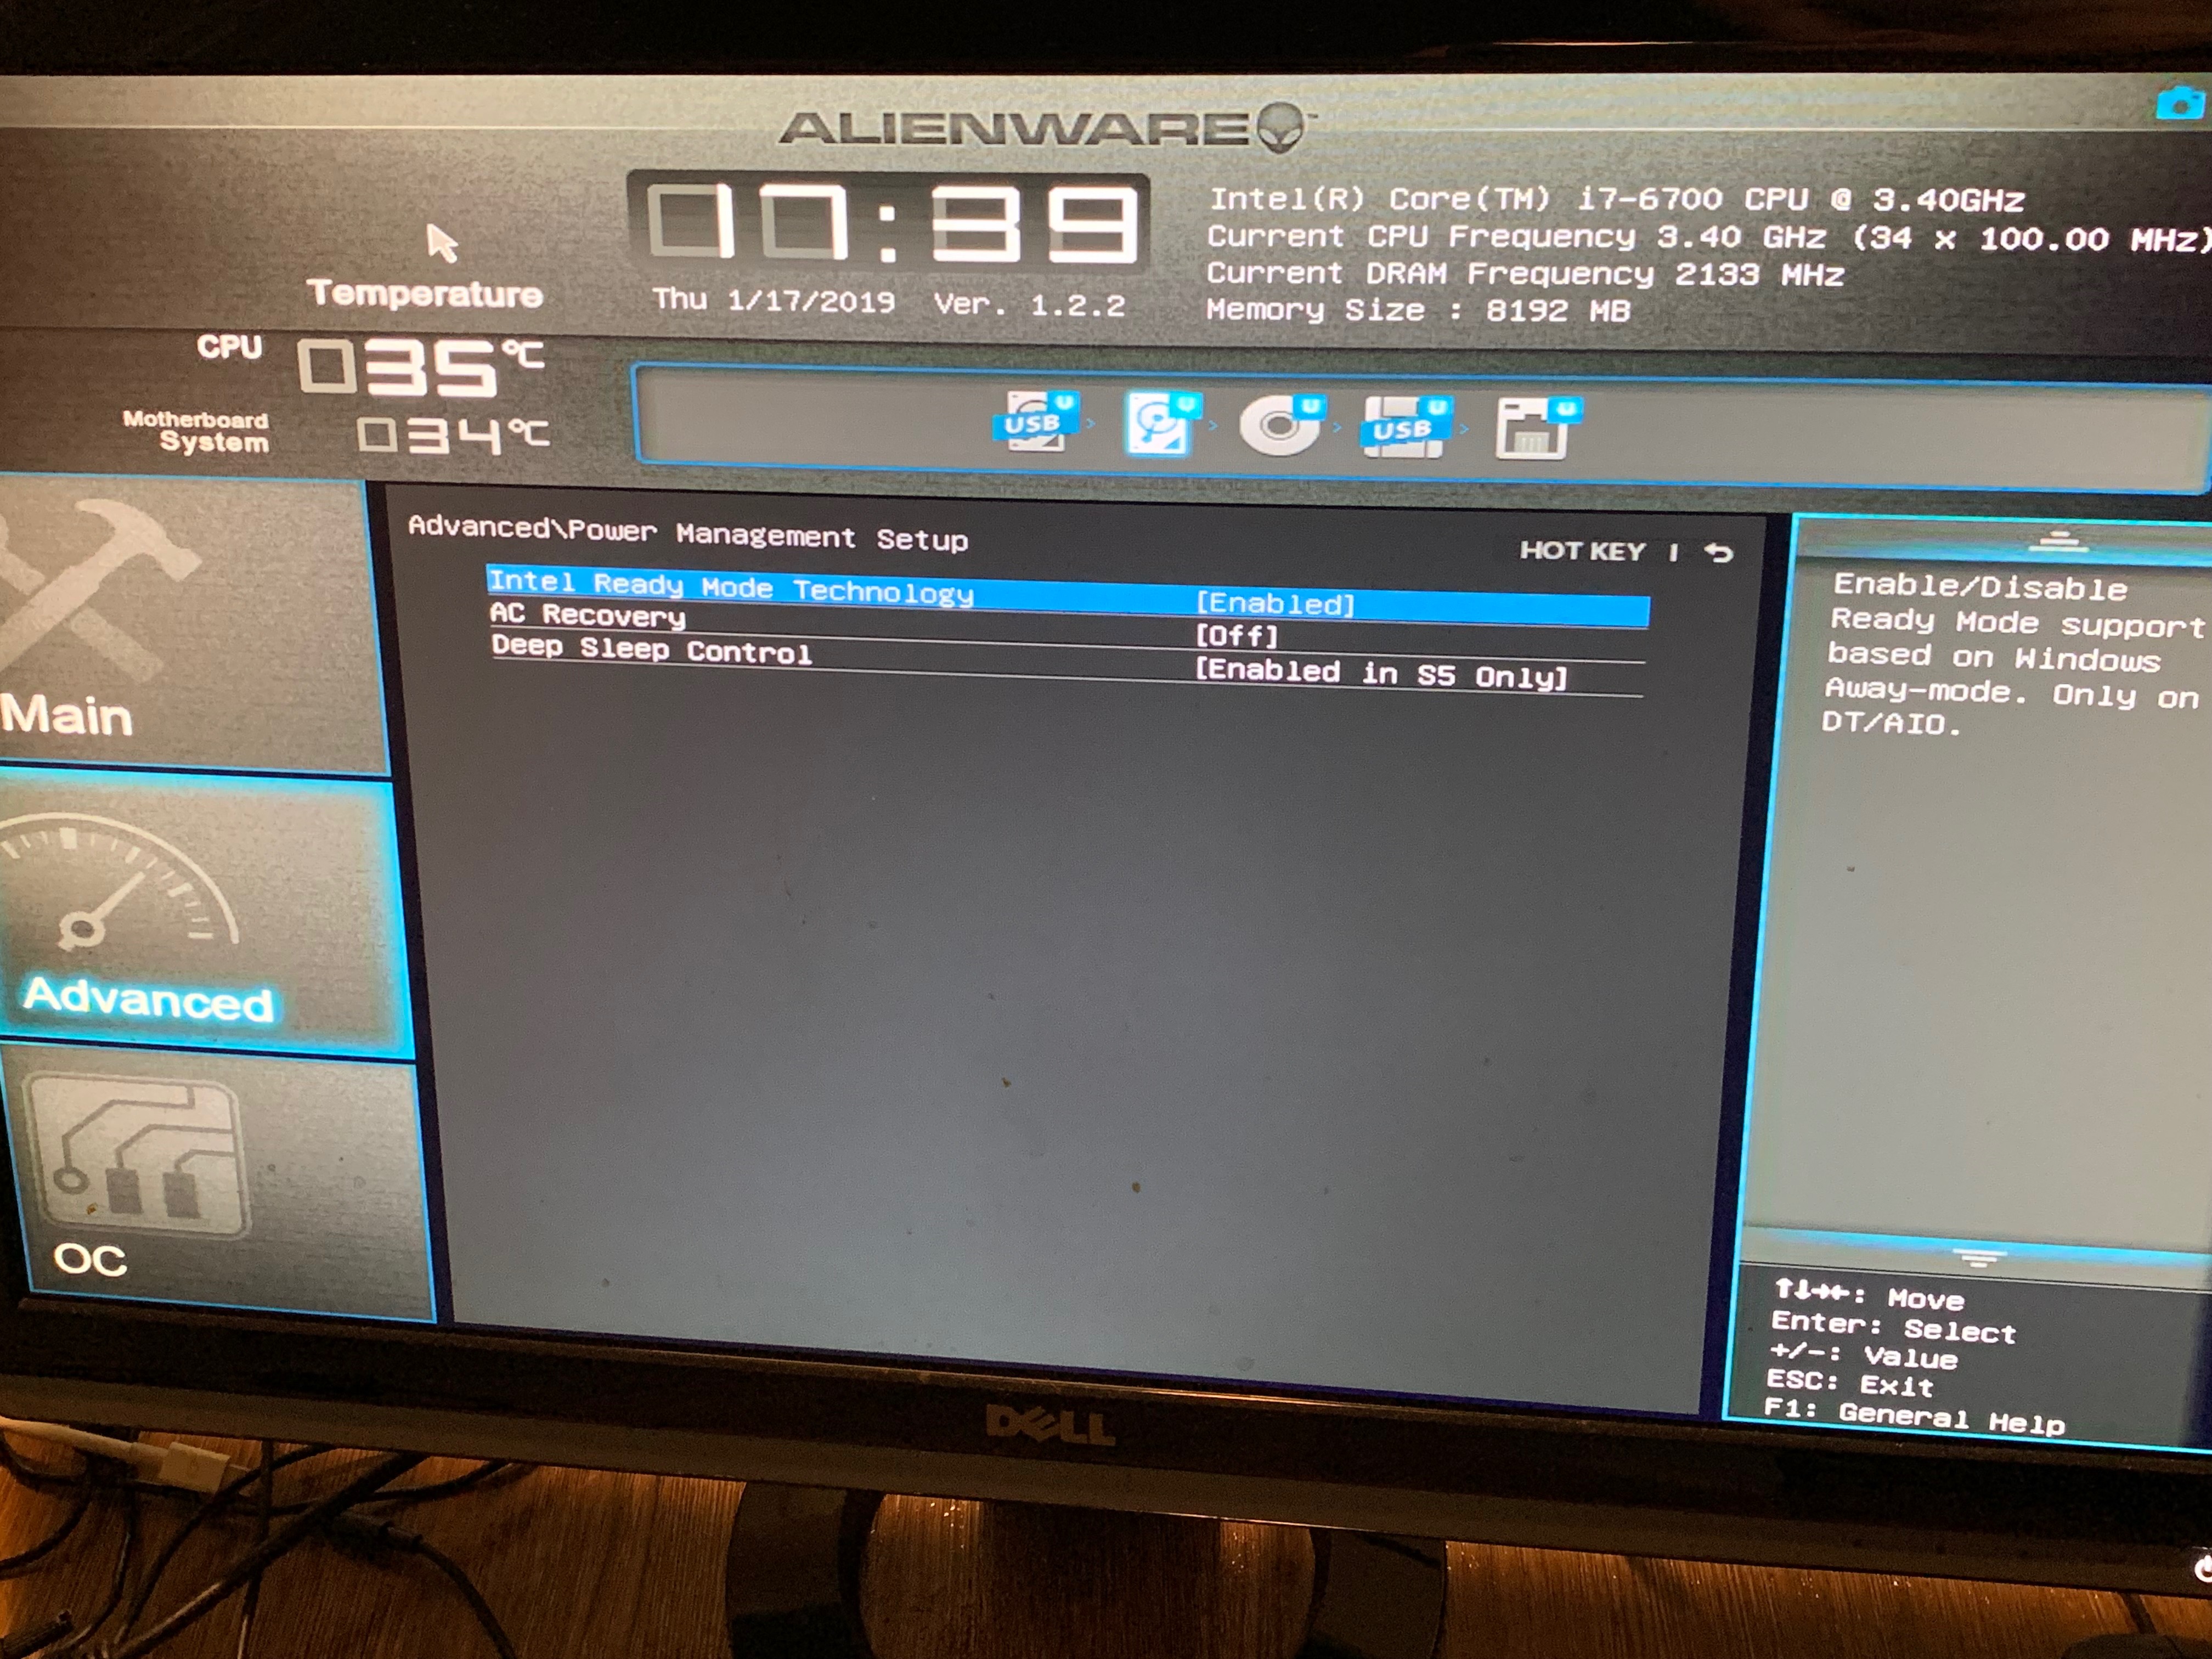 ALIENWARE
17:39
Thu 1/17/2019 Ver. 1.2.2
Intel(R) Core(TM) i7-6700 CPU @ 3.40GHz
Current CPU Frequency 3.40 GHz (34 x 100.00 MHz)
Current DRAM Frequency 2133 MHz
Memory Size : 8192 MB
Temperature
CPU 035°C
Motherboard
System 034°C
USB U U U USB U U
Main
Advanced
OC
Advanced\Power Management Setup
HOT KEY |
Intel Ready Mode Technology [Enabled]
AC Recovery [Off]
Deep Sleep Control [Enabled in S5 Only]
Enable/Disable
Ready Mode support
based on Windows
Away-mode. Only on
DT/AIO.
↑↓→←: Move
Enter: Select
+/-: Value
ESC: Exit
F1: General Help
DELL